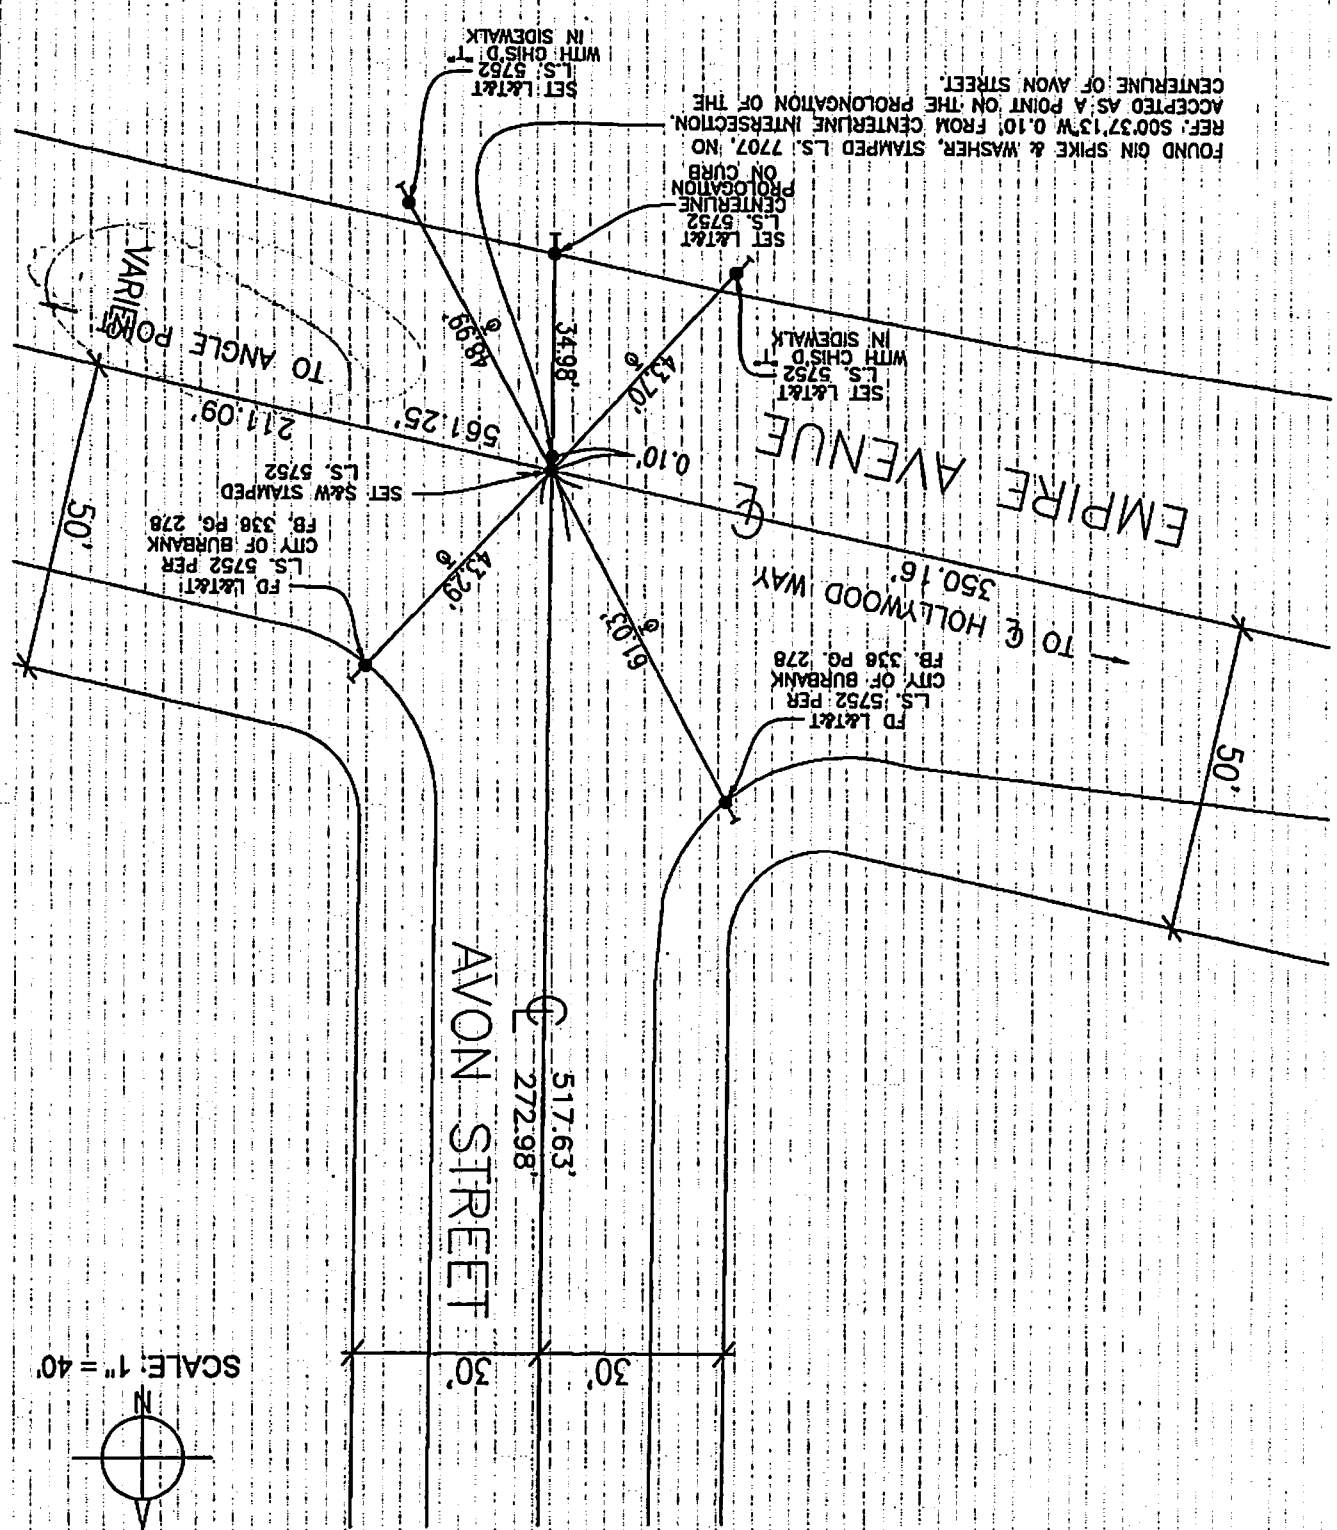 SCALE: 1" = 40'
N
30'
30'
AVON STREET
517.63'
272.98'
50'
50'
FD L&T&T
L.S. 5752 PER
CITY OF BURBANK
FB. 336 PG. 278
FD L&T&T
L.S. 5752 PER
CITY OF BURBANK
FB. 336 PG. 278
TO ℄ HOLLYWOOD WAY
350.16'
61.03'
43.29'
EMPIRE AVENUE
℄
SET S&W STAMPED
L.S. 5752
0.10'
561.25'
211.09'
TO ANGLE POINT
SET L&T&T
L.S. 5752
WITH CHIS'D "T"
IN SIDEWALK
43.70'
34.98'
48.99'
SET L&T&T
L.S. 5752
CENTERLINE
PROLOGATION
ON CURB
FOUND GIN SPIKE & WASHER, STAMPED L.S. 7707, NO
REF: S00°37'13"W 0.10' FROM CENTERLINE INTERSECTION.
ACCEPTED AS A POINT ON THE PROLONGATION OF THE
CENTERLINE OF AVON STREET.
SET L&T&T
L.S. 5752
WITH CHIS'D "T"
IN SIDEWALK